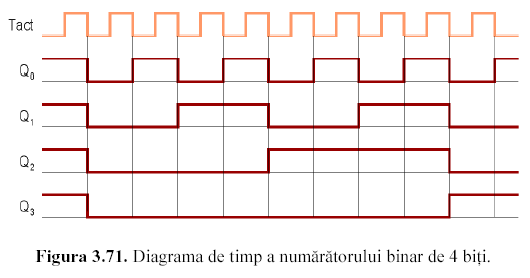 Tact
Q0
Q1
Q2
Q3
Figura 3.71. Diagrama de timp a numărătorului binar de 4 biți.